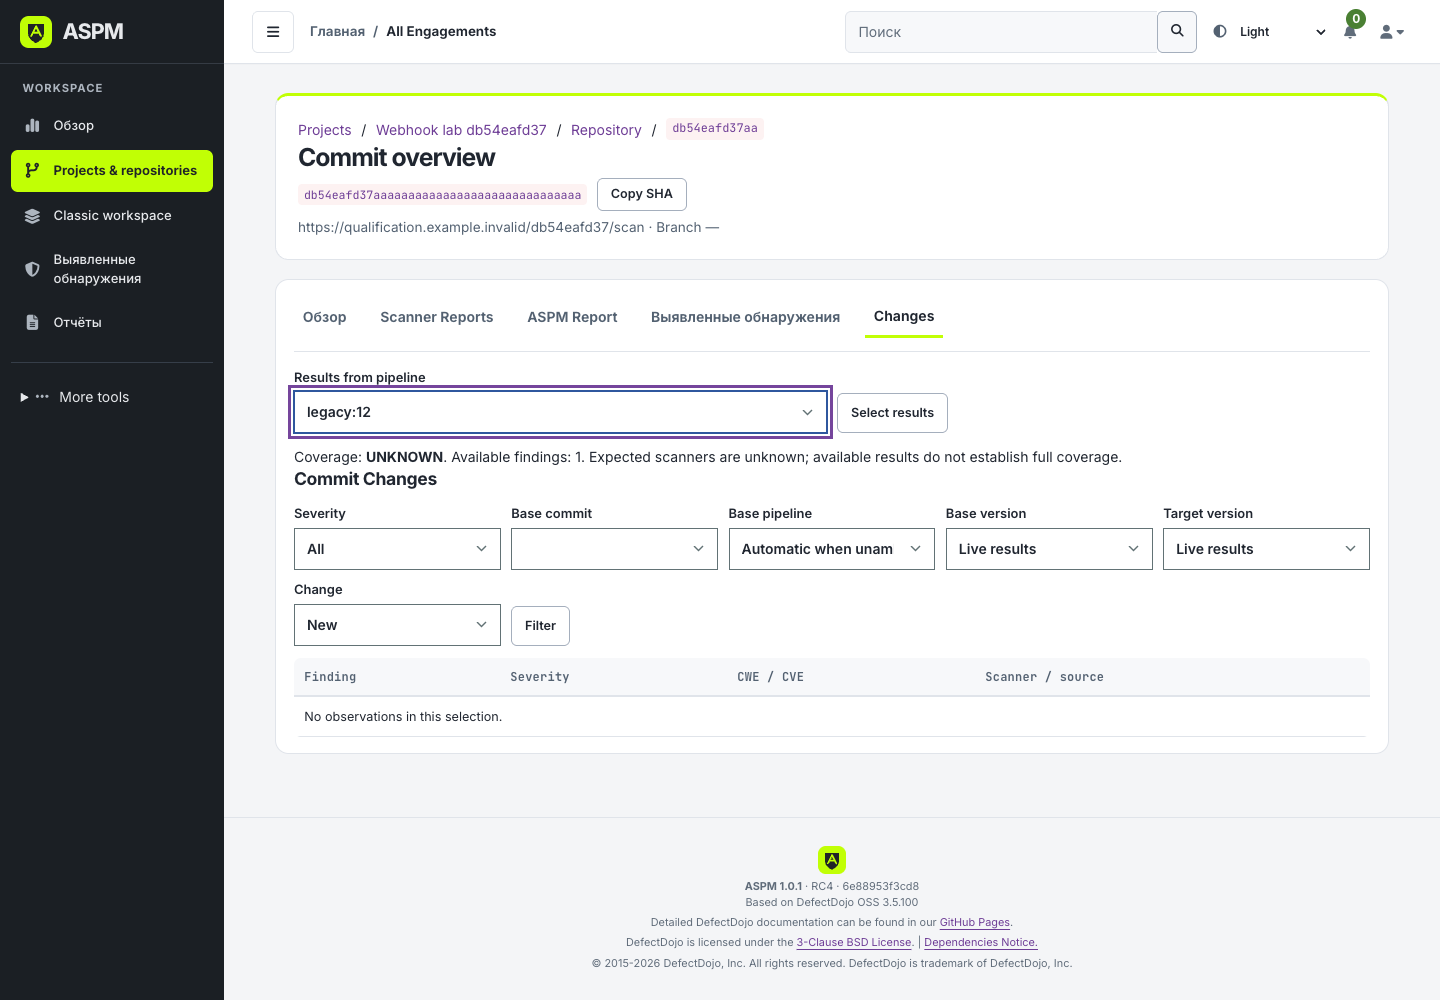 ASPM
Главная / All Engagements
Поиск
Light
0
WORKSPACE
Обзор
Projects & repositories
Classic workspace
Выявленные
обнаружения
Отчёты
More tools
Projects / Webhook lab db54eafd37 / Repository / db54eafd37aa
Commit overview
Copy SHA
https://qualification.example.invalid/db54eafd37/scan · Branch —
Обзор
Scanner Reports
ASPM Report
Выявленные обнаружения
Changes
Results from pipeline
legacy:12
Select results
Coverage: UNKNOWN. Available findings: 1. Expected scanners are unknown; available results do not establish full coverage.
Commit Changes
Severity
Base commit
Base pipeline
Base version
Target version
All
Automatic when unam
Live results
Live results
Change
New
Filter
Finding
Severity
CWE / CVE
Scanner / source
No observations in this selection.
ASPM 1.0.1 · RC4 · 6e88953f3cd8
Based on DefectDojo OSS 3.5.100
Detailed DefectDojo documentation can be found in our GitHub Pages.
DefectDojo is licensed under the 3-Clause BSD License. | Dependencies Notice.
© 2015-2026 DefectDojo, Inc. All rights reserved. DefectDojo is trademark of DefectDojo, Inc.